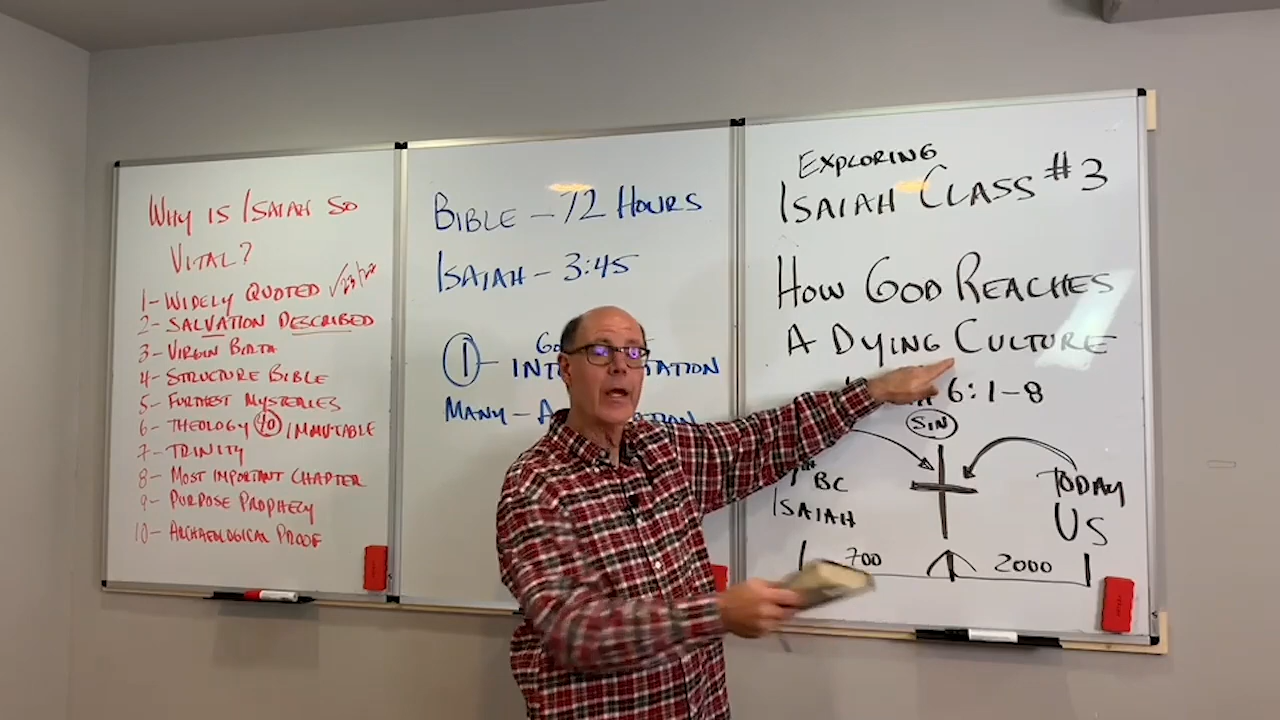 WHY IS ISAIAH SO
VITAL?
1- WIDELY QUOTED
2- SALVATION DESCRIBED
3- VIRGIN BIRTH
4- STRUCTURE BIBLE
5- FURTHEST MYSTERIES
6- THEOLOGY 40 IMMUTABLE
7- TRINITY
8- MOST IMPORTANT CHAPTER
9- PURPOSE PROPHECY
10- ARCHAEOLOGICAL PROOF
BIBLE - 72 HOURS
ISAIAH - 3:45
1 -
MANY -
EXPLORING
ISAIAH CLASS #3
HOW GOD REACHES
A DYING CULTURE
6:1-8
SIN
BC
ISAIAH
TODAY
US
700
2000